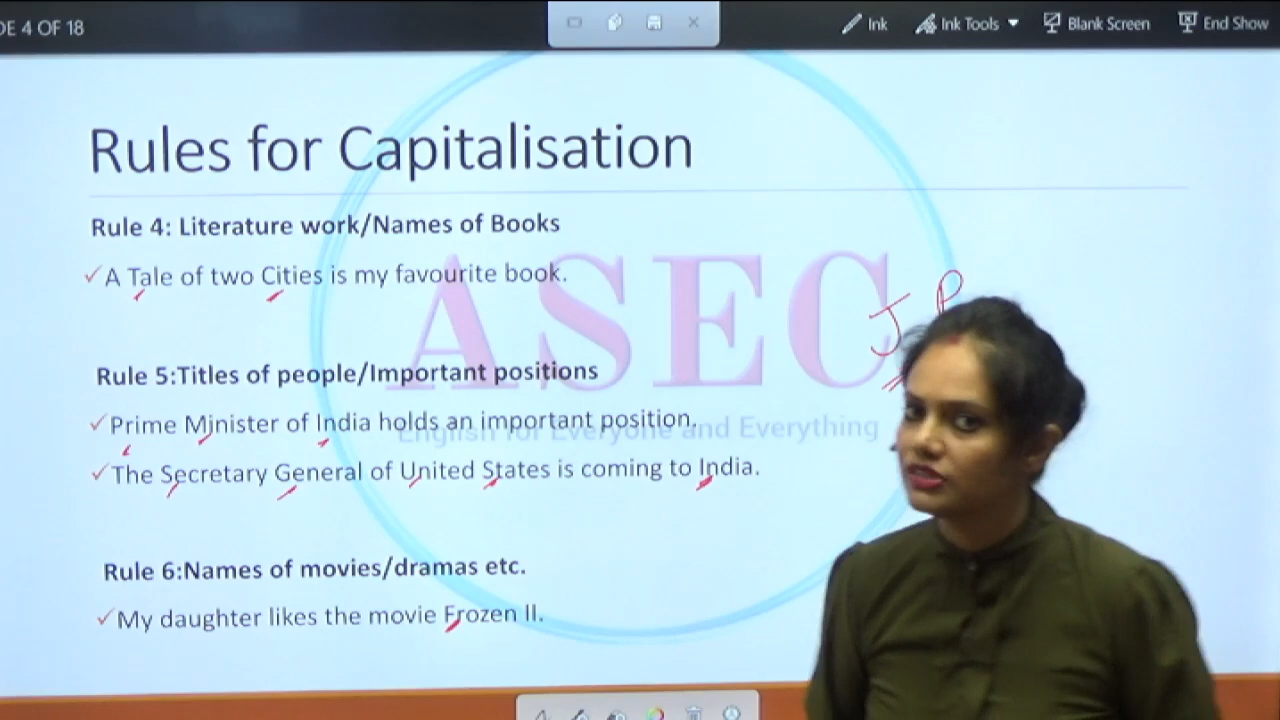 DE 4 OF 18
Ink
Ink Tools
Blank Screen
End Show
Rules for Capitalisation
Rule 4: Literature work/Names of Books
A Tale of two Cities is my favourite book.
ASEC
J P
Rule 5:Titles of people/Important positions
Prime Minister of India holds an important position.
English for Everyone and Everything
The Secretary General of United States is coming to India.
Rule 6:Names of movies/dramas etc.
My daughter likes the movie Frozen II.